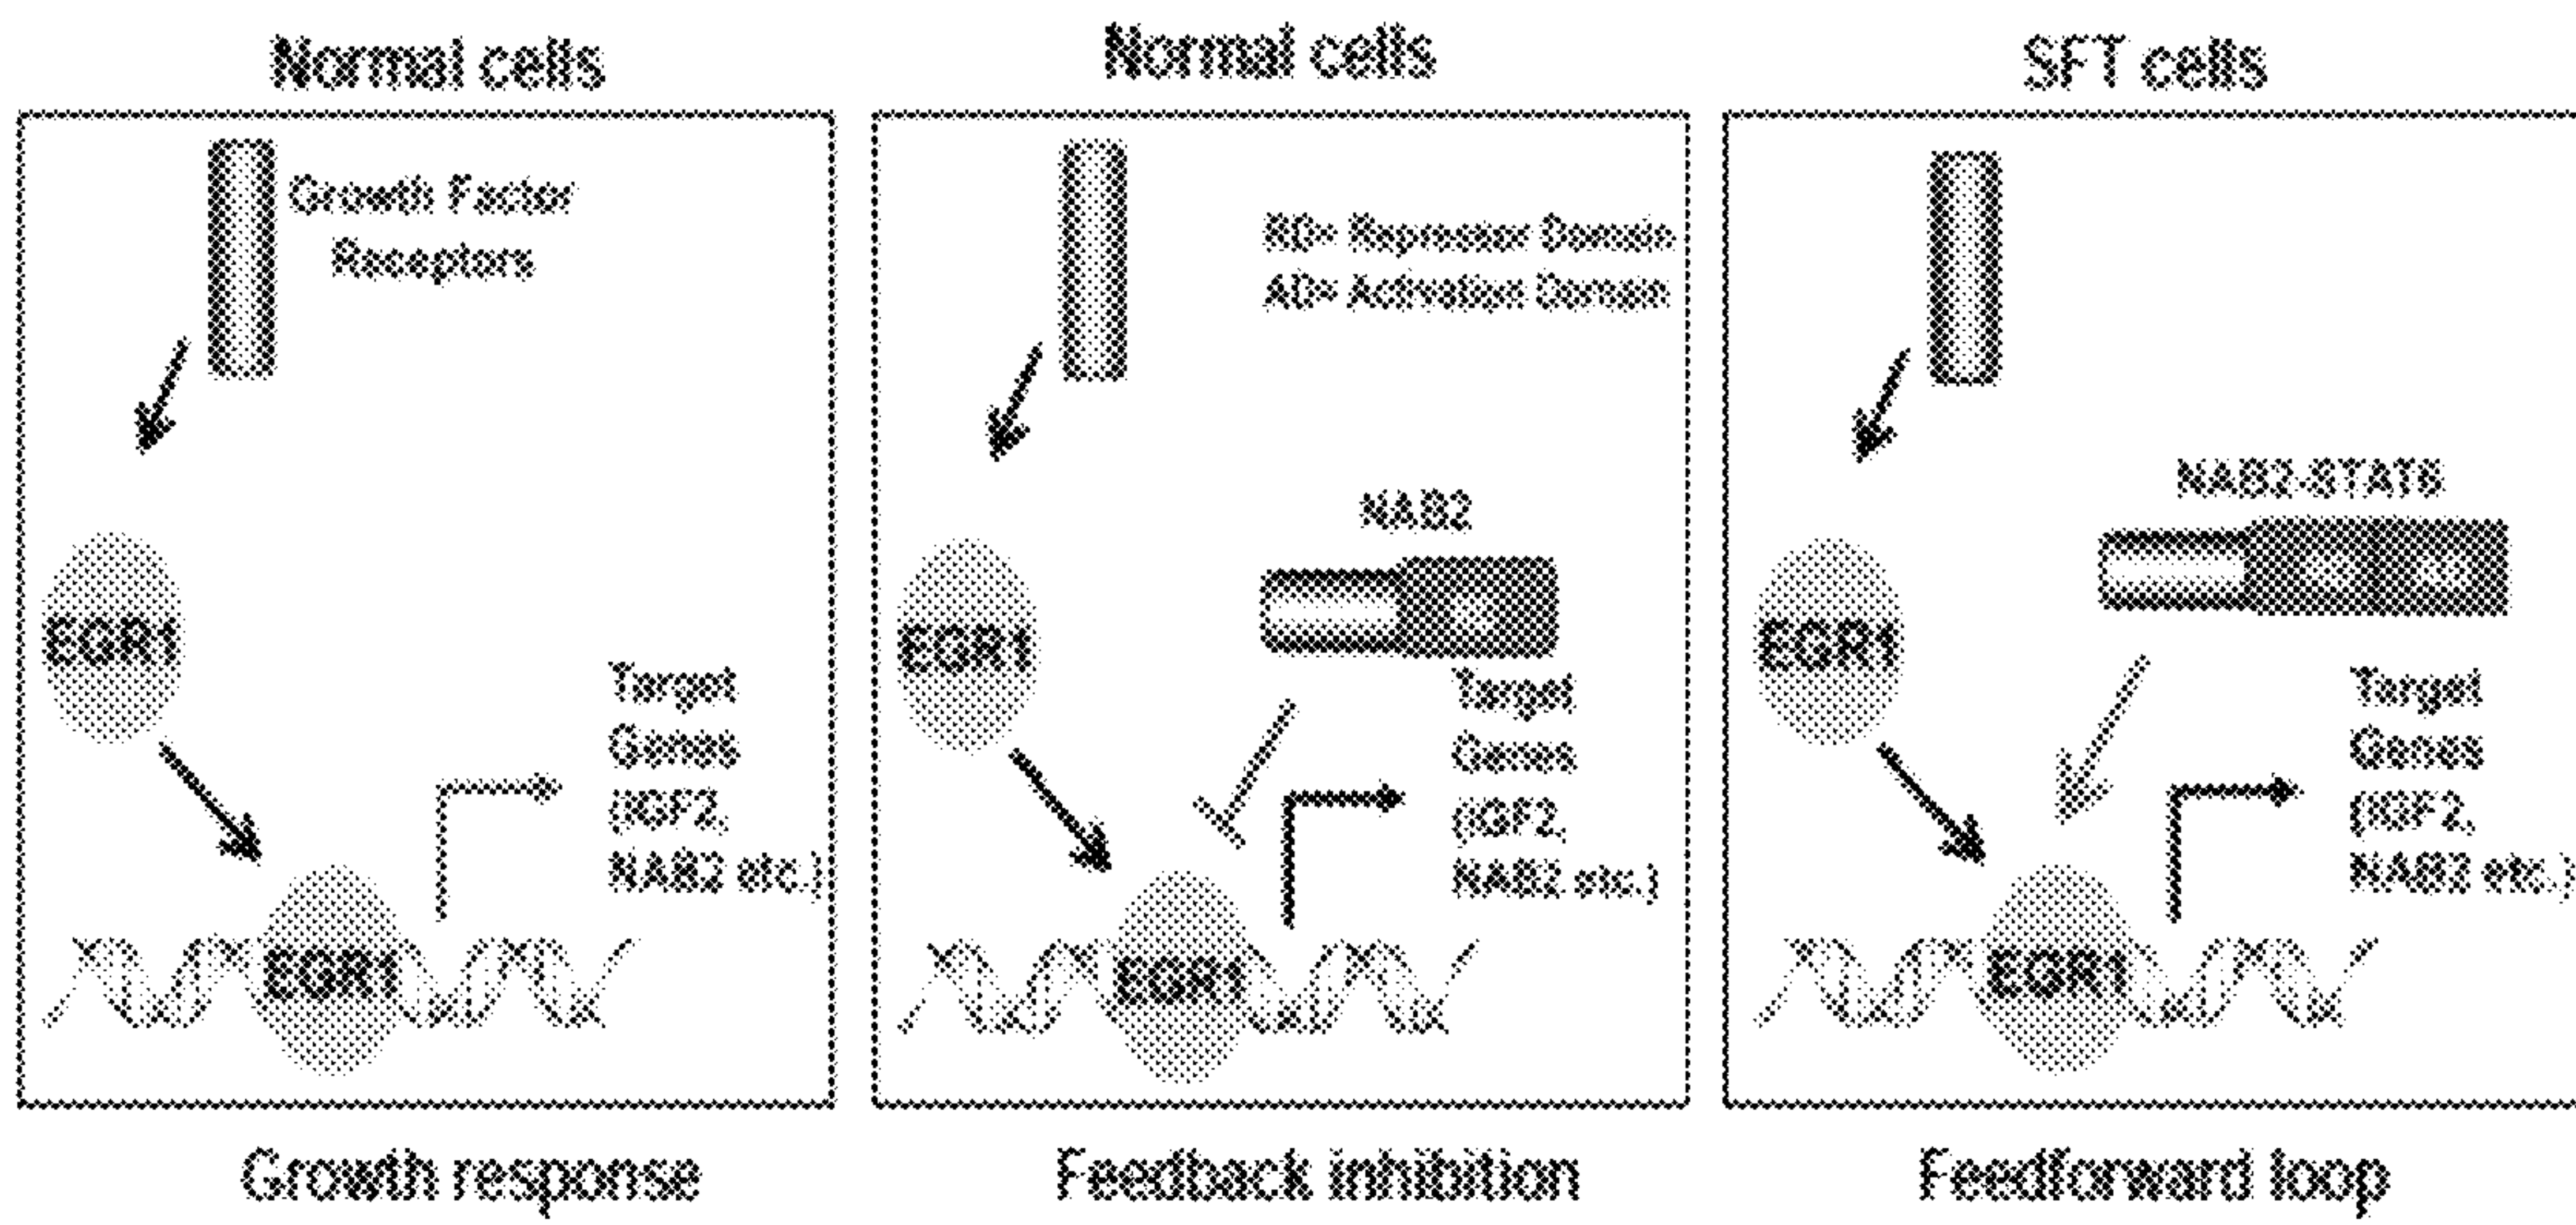 Normal cells
Growth Factor
Receptors
EGR1
Target
Genes
(IGF2,
NAB2 etc.)
EGR1
Growth response
Normal cells
RD= Repressor Domain
AD= Activation Domain
NAB2
EGR1
Target
Genes
(IGF2,
NAB2 etc.)
EGR1
Feedback inhibition
SFT cells
NAB2-STAT6
EGR1
Target
Genes
(IGF2,
NAB2 etc.)
EGR1
Feedforward loop